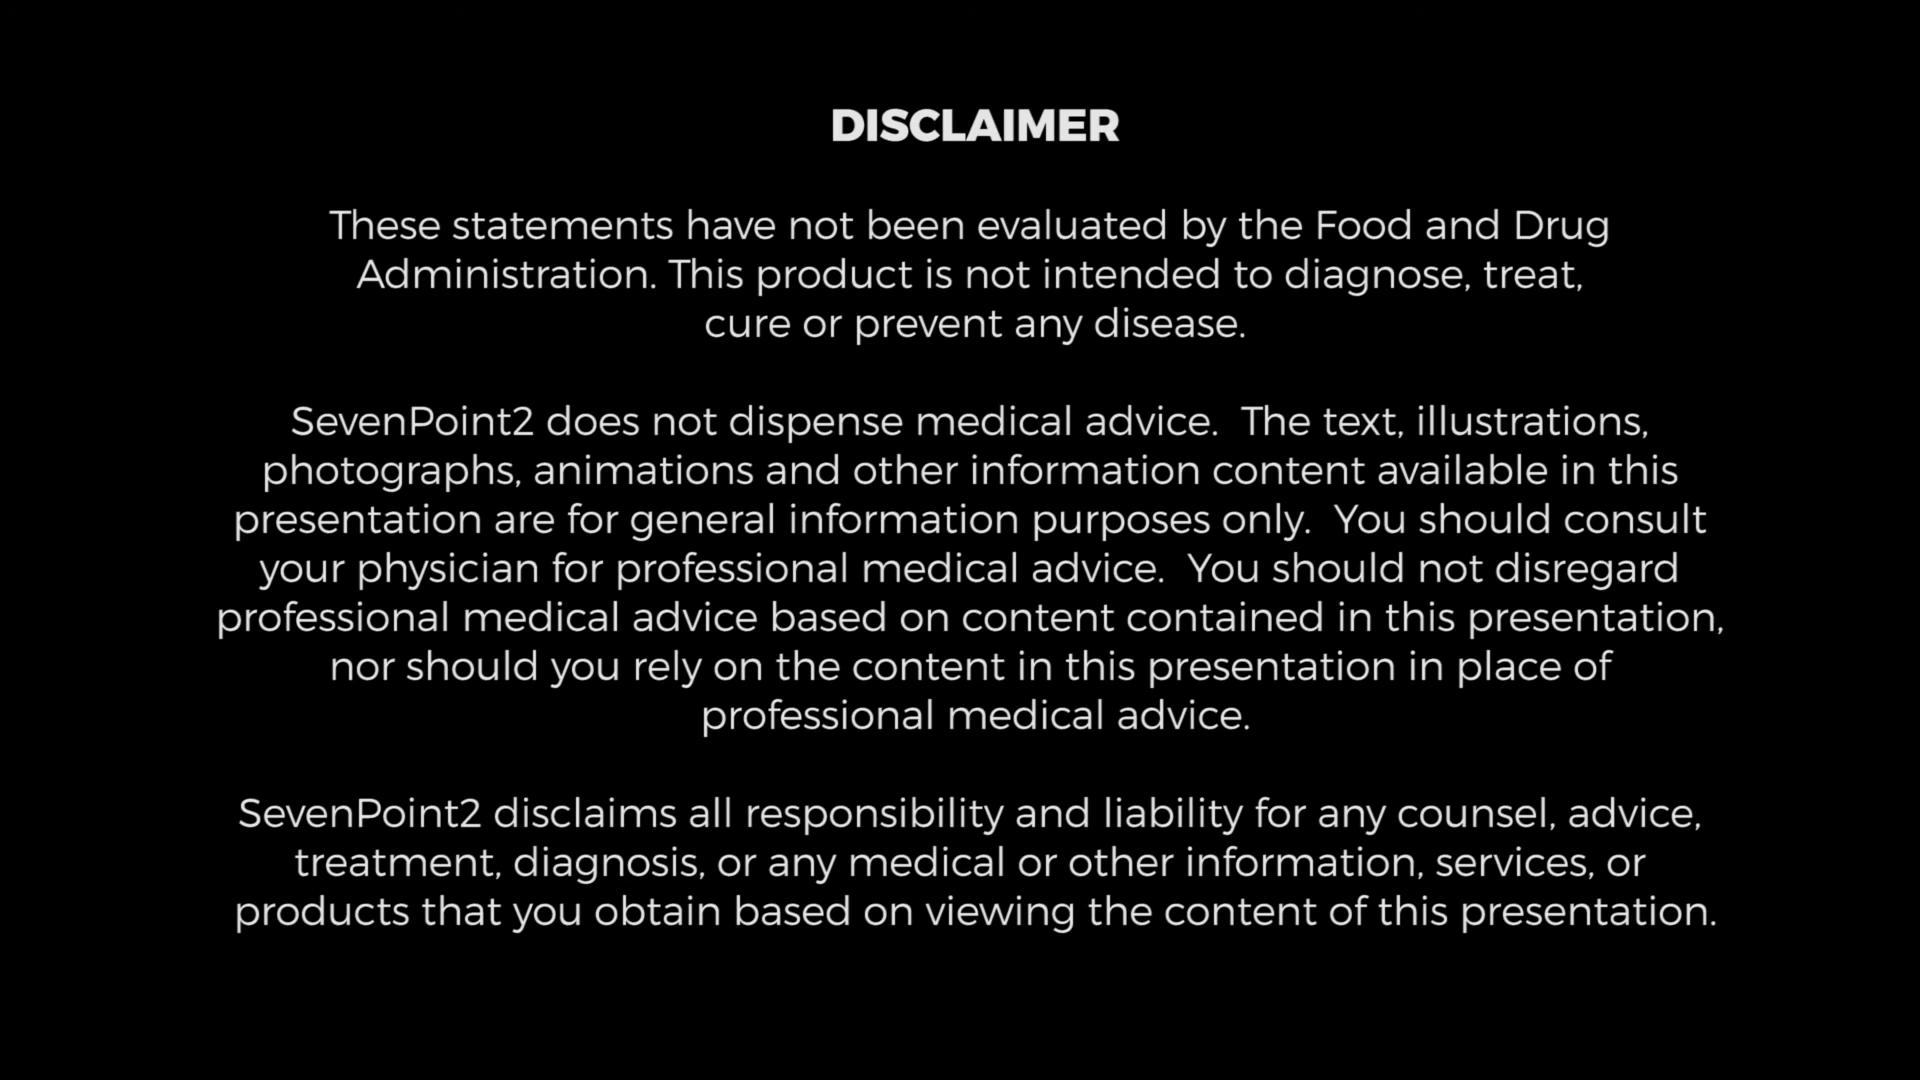 DISCLAIMER
These statements have not been evaluated by the Food and Drug
Administration. This product is not intended to diagnose, treat,
cure or prevent any disease.
SevenPoint2 does not dispense medical advice.  The text, illustrations,
photographs, animations and other information content available in this
presentation are for general information purposes only.  You should consult
your physician for professional medical advice.  You should not disregard
professional medical advice based on content contained in this presentation,
nor should you rely on the content in this presentation in place of
professional medical advice.
SevenPoint2 disclaims all responsibility and liability for any counsel, advice,
treatment, diagnosis, or any medical or other information, services, or
products that you obtain based on viewing the content of this presentation.